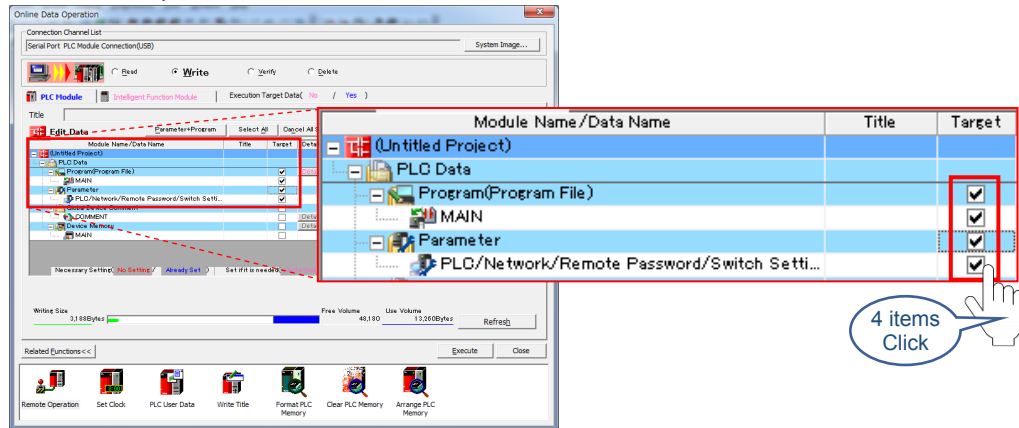 Online Data Operation
Connection Channel List
Serial Port PLC Module Connection(USB)
System Image...
Read
Write
Verify
Delete
PLC Module
Intelligent Function Module
Execution Target Data( No / Yes )
Title
Edit Data
Parameter+Program
Select All
Module Name/Data Name Title Target
(Untitled Project)
PLC Data
Program(Program File)
MAIN
Parameter
PLC/Network/Remote Password/Switch Setti...
COMMENT
Device Memory
MAIN
Necessary Setting( No Setting / Already Set )
Set if it is needed
Writing Size
3,188Bytes
Free Volume
48,180
Use Volume
13,260Bytes
Refresh
Related Functions<<
Execute
Close
Remote Operation
Set Clock
PLC User Data
Write Title
Format PLC
Memory
Clear PLC Memory
Arrange PLC
Memory
Module Name/Data Name Title Target
(Untitled Project)
PLC Data
Program(Program File)
MAIN
Parameter
PLC/Network/Remote Password/Switch Setti...
4 items
Click